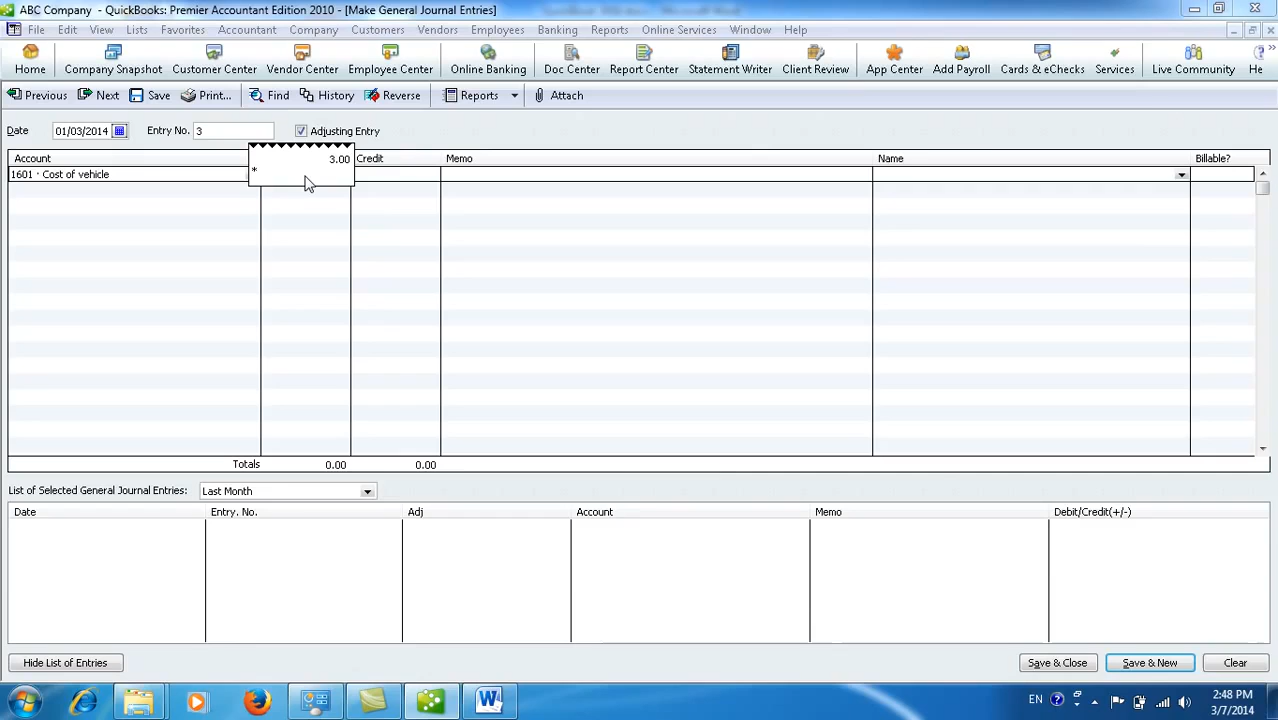 ABC Company - QuickBooks: Premier Accountant Edition 2010 - [Make General Journal Entries]
File Edit View Lists Favorites Accountant Company Customers Vendors Employees Reports Online Services Window Help
Home Company Snapshot Customer Center Vendor Center Employee Center Online Banking Doc Center Report Center Statement Writer Client Review App Center Add Payroll Cards & eChecks Services Live Community He
Previous Next Save Print... Find History Reverse Reports Attach
Date 01/03/2014 Entry No. 3 Adjusting Entry
Account Credit Memo Name Billable?
3.00
*
1601 · Cost of vehicle
Totals 0.00 0.00
List of Selected General Journal Entries: Last Month
Date Entry. No. Adj Account Memo Debit/Credit(+/-)
Hide List of Entries Save & Close Save & New Clear
EN 2:48 PM
3/7/2014